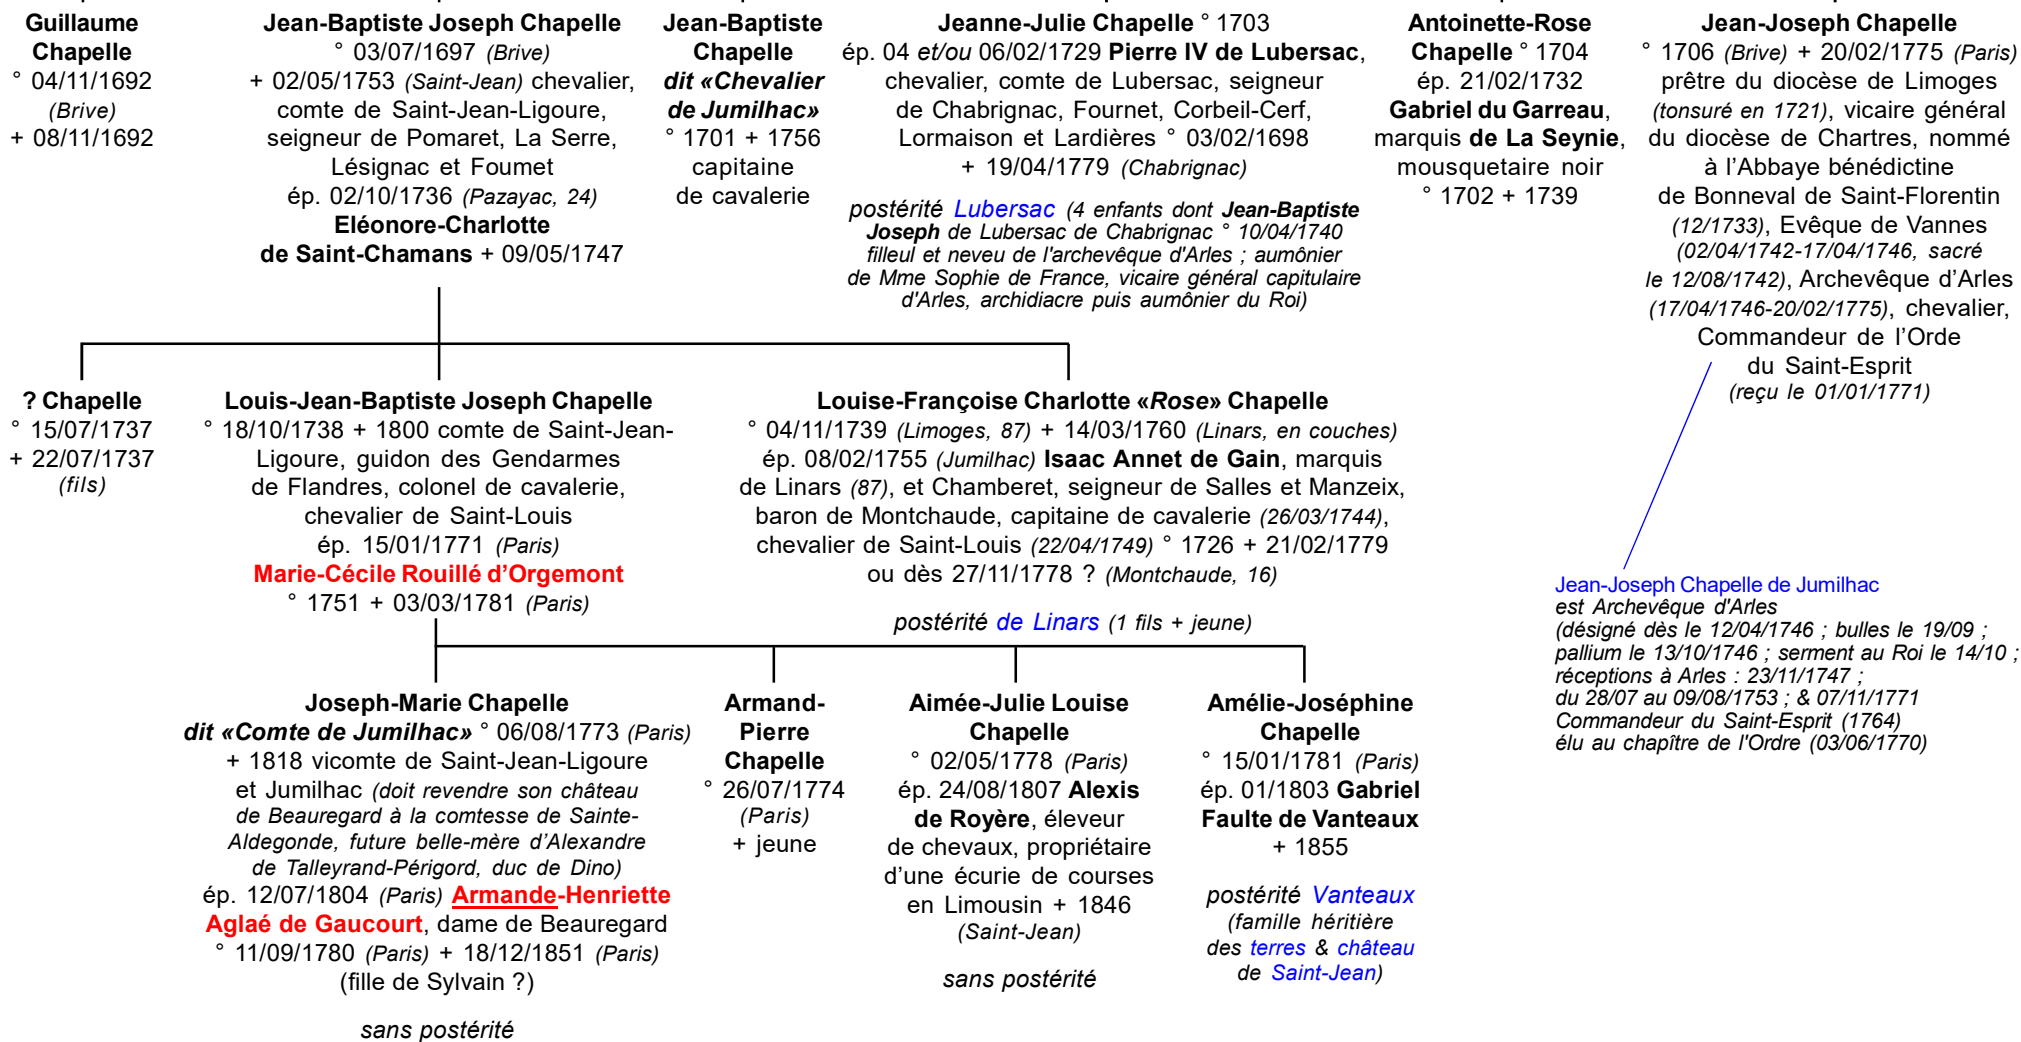 Guillaume
Chapelle
° 04/11/1692
(Brive)
+ 08/11/1692
Jean-Baptiste Joseph Chapelle
° 03/07/1697 (Brive)
+ 02/05/1753 (Saint-Jean) chevalier,
comte de Saint-Jean-Ligoure,
seigneur de Pomaret, La Serre,
Lésignac et Foumet
ép. 02/10/1736 (Pazayac, 24)
Eléonore-Charlotte
de Saint-Chamans + 09/05/1747
Jean-Baptiste
Chapelle
dit «Chevalier
de Jumilhac»
° 1701 + 1756
capitaine
de cavalerie
Jeanne-Julie Chapelle ° 1703
ép. 04 et/ou 06/02/1729 Pierre IV de Lubersac,
chevalier, comte de Lubersac, seigneur
de Chabrignac, Fournet, Corbeil-Cerf,
Lormaison et Lardières ° 03/02/1698
+ 19/04/1779 (Chabrignac)
postérité Lubersac (4 enfants dont Jean-Baptiste
Joseph de Lubersac de Chabrignac ° 10/04/1740
filleul et neveu de l'archevêque d'Arles ; aumônier
de Mme Sophie de France, vicaire général capitulaire
d'Arles, archidiacre puis aumônier du Roi)
Antoinette-Rose
Chapelle ° 1704
ép. 21/02/1732
Gabriel du Garreau,
marquis de La Seynie,
mousquetaire noir
° 1702 + 1739
Jean-Joseph Chapelle
° 1706 (Brive) + 20/02/1775 (Paris)
prêtre du diocèse de Limoges
(tonsuré en 1721), vicaire général
du diocèse de Chartres, nommé
à l'Abbaye bénédictine
de Bonneval de Saint-Florentin
(12/1733), Evêque de Vannes
(02/04/1742-17/04/1746, sacré
le 12/08/1742), Archevêque d'Arles
(17/04/1746-20/02/1775), chevalier,
Commandeur de l'Orde
du Saint-Esprit
(reçu le 01/01/1771)
? Chapelle
° 15/07/1737
+ 22/07/1737
(fils)
Louis-Jean-Baptiste Joseph Chapelle
° 18/10/1738 + 1800 comte de Saint-Jean-
Ligoure, guidon des Gendarmes
de Flandres, colonel de cavalerie,
chevalier de Saint-Louis
ép. 15/01/1771 (Paris)
Marie-Cécile Rouillé d'Orgemont
° 1751 + 03/03/1781 (Paris)
Louise-Françoise Charlotte «Rose» Chapelle
° 04/11/1739 (Limoges, 87) + 14/03/1760 (Linars, en couches)
ép. 08/02/1755 (Jumilhac) Isaac Annet de Gain, marquis
de Linars (87), et Chamberet, seigneur de Salles et Manzeix,
baron de Montchaude, capitaine de cavalerie (26/03/1744),
chevalier de Saint-Louis (22/04/1749) ° 1726 + 21/02/1779
ou dès 27/11/1778 ? (Montchaude, 16)
postérité de Linars (1 fils + jeune)
Jean-Joseph Chapelle de Jumilhac
est Archevêque d'Arles
(désigné dès le 12/04/1746 ; bulles le 19/09 ;
pallium le 13/10/1746 ; serment au Roi le 14/10 ;
réceptions à Arles : 23/11/1747 ;
du 28/07 au 09/08/1753 ; & 07/11/1771
Commandeur du Saint-Esprit (1764)
élu au chapître de l'Ordre (03/06/1770)
Joseph-Marie Chapelle
dit «Comte de Jumilhac» ° 06/08/1773 (Paris)
+ 1818 vicomte de Saint-Jean-Ligoure
et Jumilhac (doit revendre son château
de Beauregard à la comtesse de Sainte-
Aldegonde, future belle-mère d'Alexandre
de Talleyrand-Périgord, duc de Dino)
ép. 12/07/1804 (Paris) Armande-Henriette
Aglaé de Gaucourt, dame de Beauregard
° 11/09/1780 (Paris) + 18/12/1851 (Paris)
(fille de Sylvain ?)
sans postérité
Armand-
Pierre
Chapelle
° 26/07/1774
(Paris)
+ jeune
Aimée-Julie Louise
Chapelle
° 02/05/1778 (Paris)
ép. 24/08/1807 Alexis
de Royère, éleveur
de chevaux, propriétaire
d'une écurie de courses
en Limousin + 1846
(Saint-Jean)
sans postérité
Amélie-Joséphine
Chapelle
° 15/01/1781 (Paris)
ép. 01/1803 Gabriel
Faulte de Vanteaux
+ 1855
postérité Vanteaux
(famille héritière
des terres & château
de Saint-Jean)